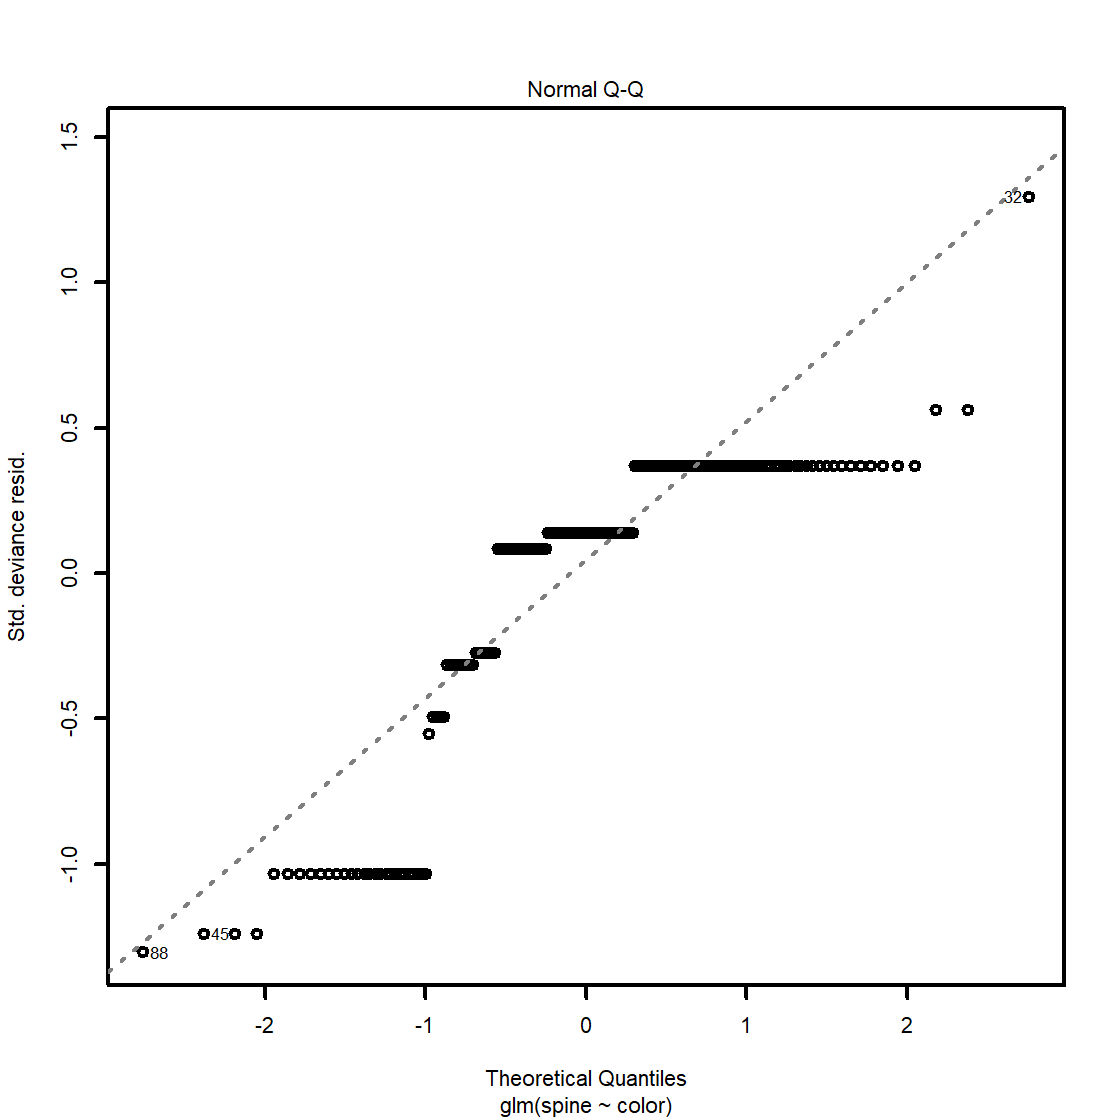 Normal Q-Q
1.5
1.0
0.5
0.0
-0.5
-1.0
Std. deviance resid.
32
45
88
-2 -1 0 1 2
Theoretical Quantiles
glm(spine ~ color)